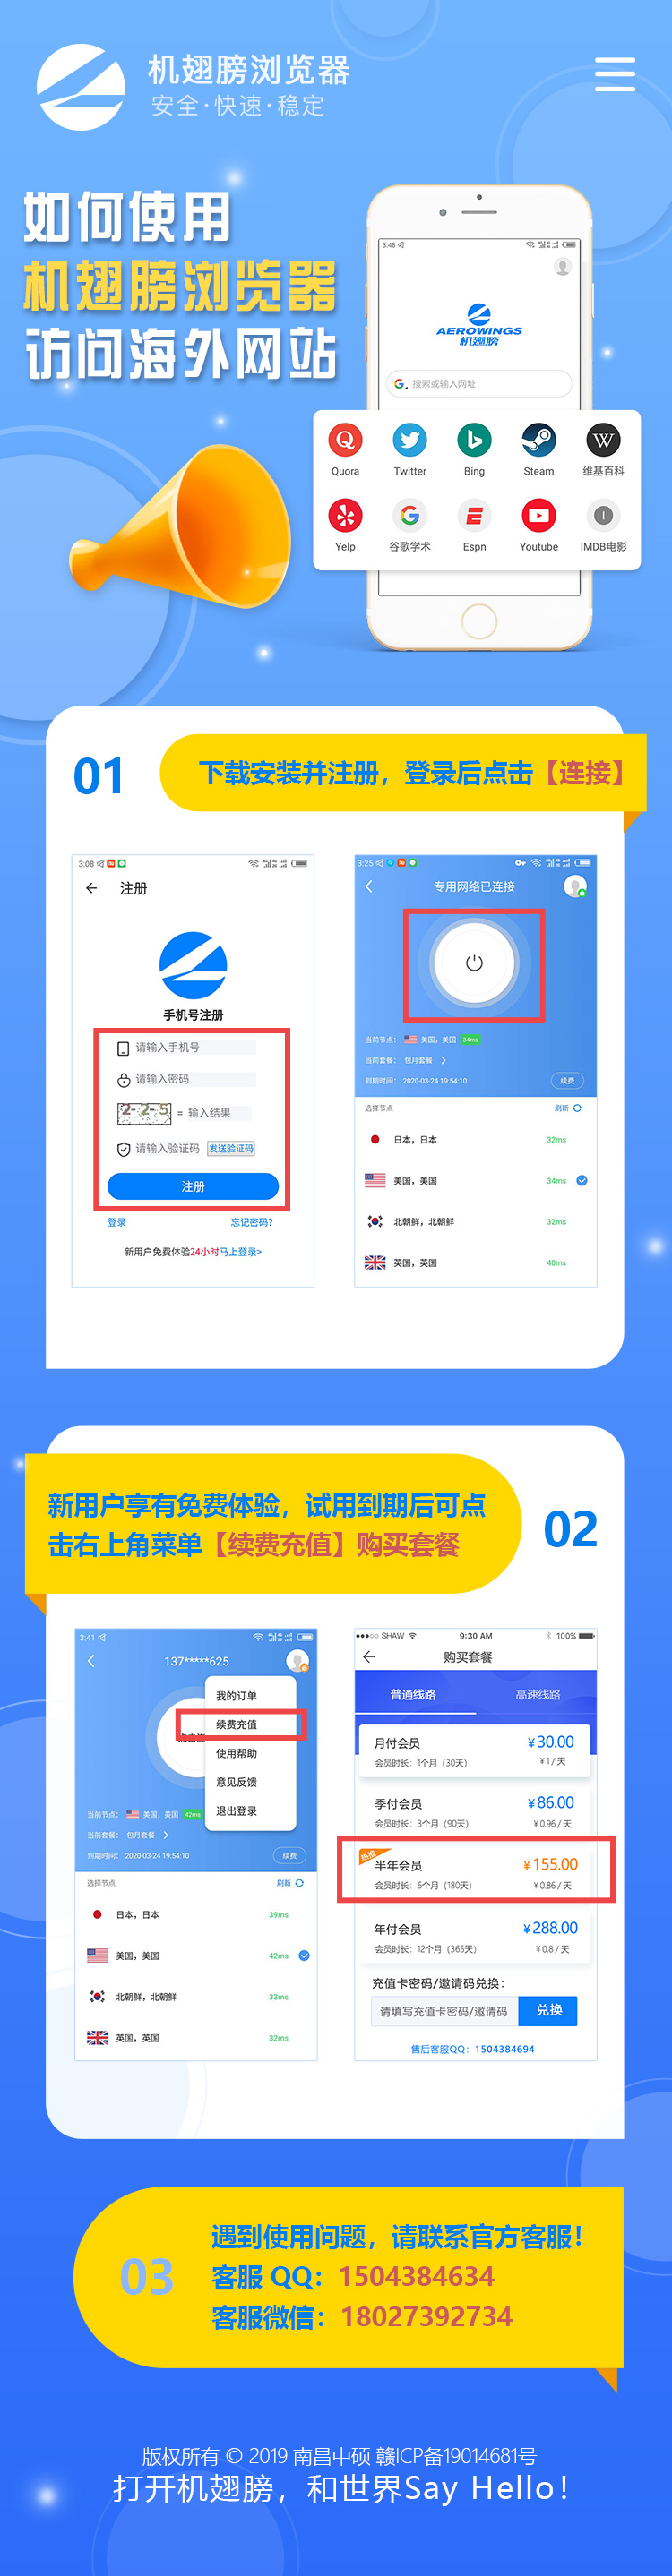 机翅膀浏览器
安全·快速·稳定
如何使用
机翅膀浏览器
访问海外网站
3:48
AEROWINGS
机翅膀
搜索或输入网址
Quora Twitter Bing Steam 维基百科
Yelp 谷歌学术 Espn Youtube IMDB电影
01
下载安装并注册，登录后点击【连接】
3:08
注册
手机号注册
请输入手机号
请输入密码
2-2-5 = 输入结果
请输入验证码 发送验证码
注册
登录 忘记密码?
新用户免费体验24小时马上登录>
3:25
专用网络已连接
当前节点： 美国，美国 34ms
当前套餐： 包月套餐 >
到期时间： 2020-03-24 19:54:10 续费
选择节点 刷新
日本，日本 32ms
美国，美国 34ms
北朝鲜，北朝鲜 32ms
英国，英国 40ms
新用户享有免费体验，试用到期后可点
击右上角菜单【续费充值】购买套餐
02
3:41
137*****625
我的订单
续费充值
使用帮助
意见反馈
退出登录
当前节点： 美国，美国 42ms
当前套餐： 包月套餐 >
到期时间： 2020-03-24 19:54:10 续费
选择节点 刷新
日本，日本 39ms
美国，美国 42ms
北朝鲜，北朝鲜 33ms
英国，英国 32ms
SHAW 9:30 AM 100%
购买套餐
普通线路 高速线路
月付会员 ¥30.00
会员时长：1个月（30天） ¥1/天
季付会员 ¥86.00
会员时长：3个月（90天） ¥0.96/天
热推
半年会员 ¥155.00
会员时长：6个月（180天） ¥0.86/天
年付会员 ¥288.00
会员时长：12个月（365天） ¥0.8/天
充值卡密码/邀请码兑换：
请填写充值卡密码/邀请码 兑换
售后客服QQ：1504384694
03
遇到使用问题，请联系官方客服！
客服 QQ：1504384634
客服微信：18027392734
版权所有 © 2019 南昌中硕 赣ICP备19014681号
打开机翅膀，和世界Say Hello！